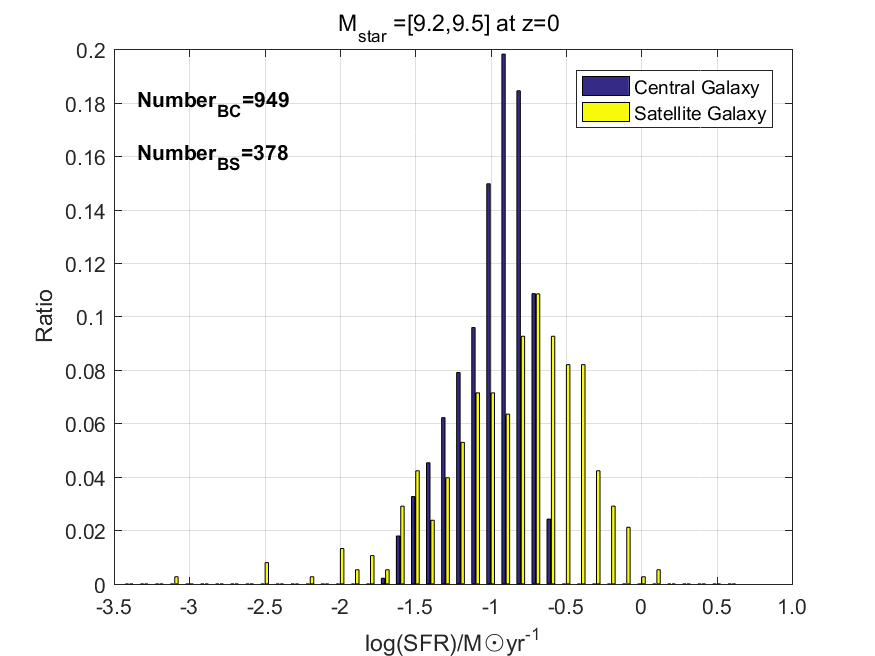 M_star =[9.2,9.5] at z=0
Number_BC=949
Number_BS=378
Central Galaxy
Satellite Galaxy
Ratio
0.2
0.18
0.16
0.14
0.12
0.1
0.08
0.06
0.04
0.02
0
-3.5 -3 -2.5 -2 -1.5 -1 -0.5 0 0.5 1.0
log(SFR)/M☉yr^-1